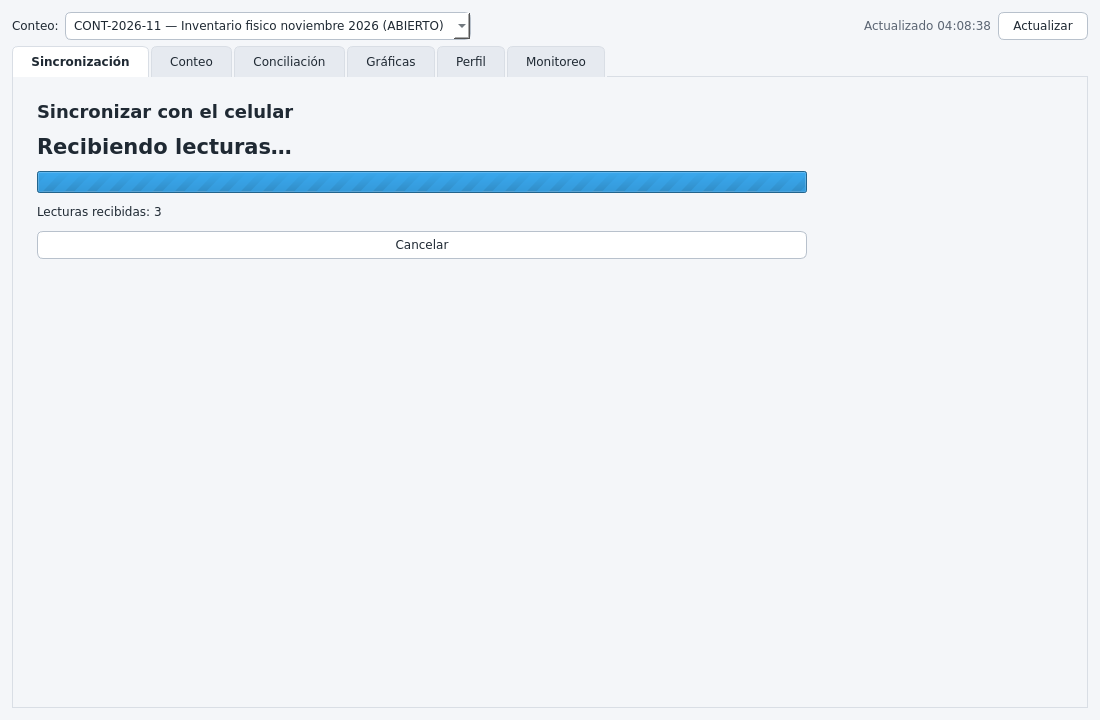 Conteo: CONT-2026-11 — Inventario fisico noviembre 2026 (ABIERTO) Actualizado 04:08:38 Actualizar
Sincronización Conteo Conciliación Gráficas Perfil Monitoreo
Sincronizar con el celular
Recibiendo lecturas...
Lecturas recibidas: 3
Cancelar